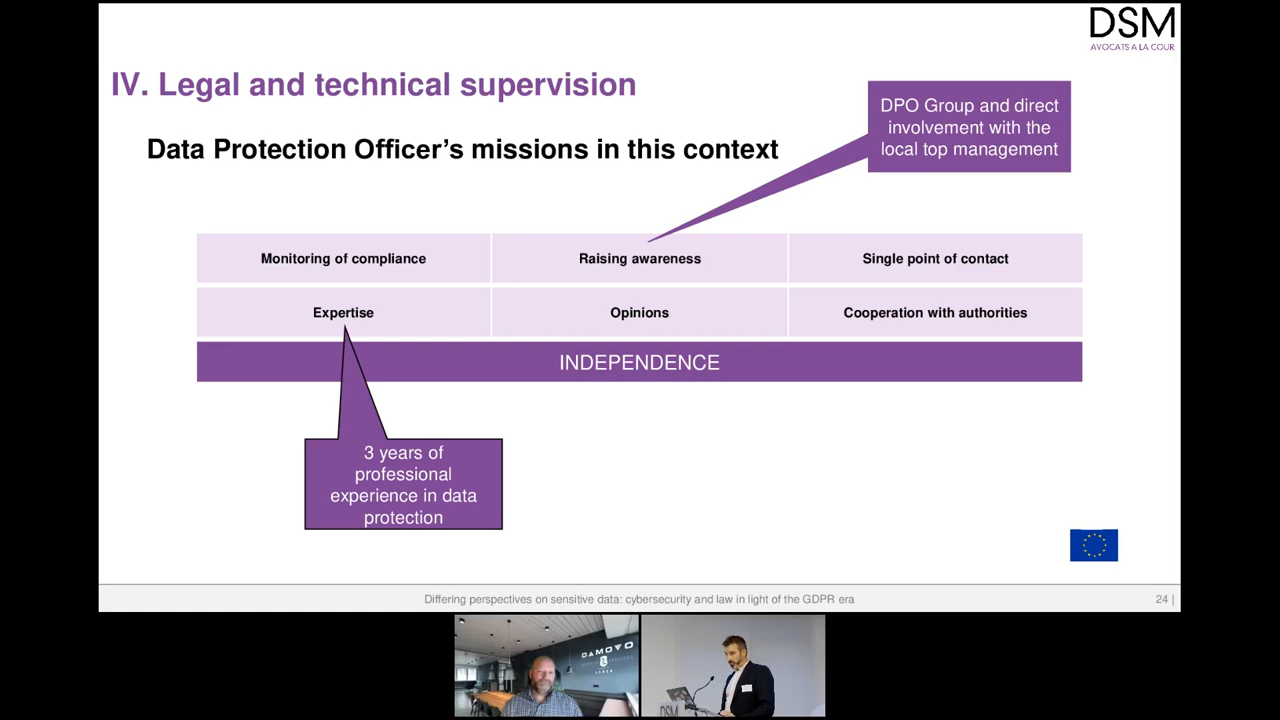 DSM
AVOCATS A LA COUR
IV. Legal and technical supervision
DPO Group and direct
involvement with the
local top management
Data Protection Officer's missions in this context
Monitoring of compliance
Raising awareness
Single point of contact
Expertise
Opinions
Cooperation with authorities
INDEPENDENCE
3 years of
professional
experience in data
protection
Differing perspectives on sensitive data: cybersecurity and law in light of the GDPR era
24 |
DAMOVO
DSM